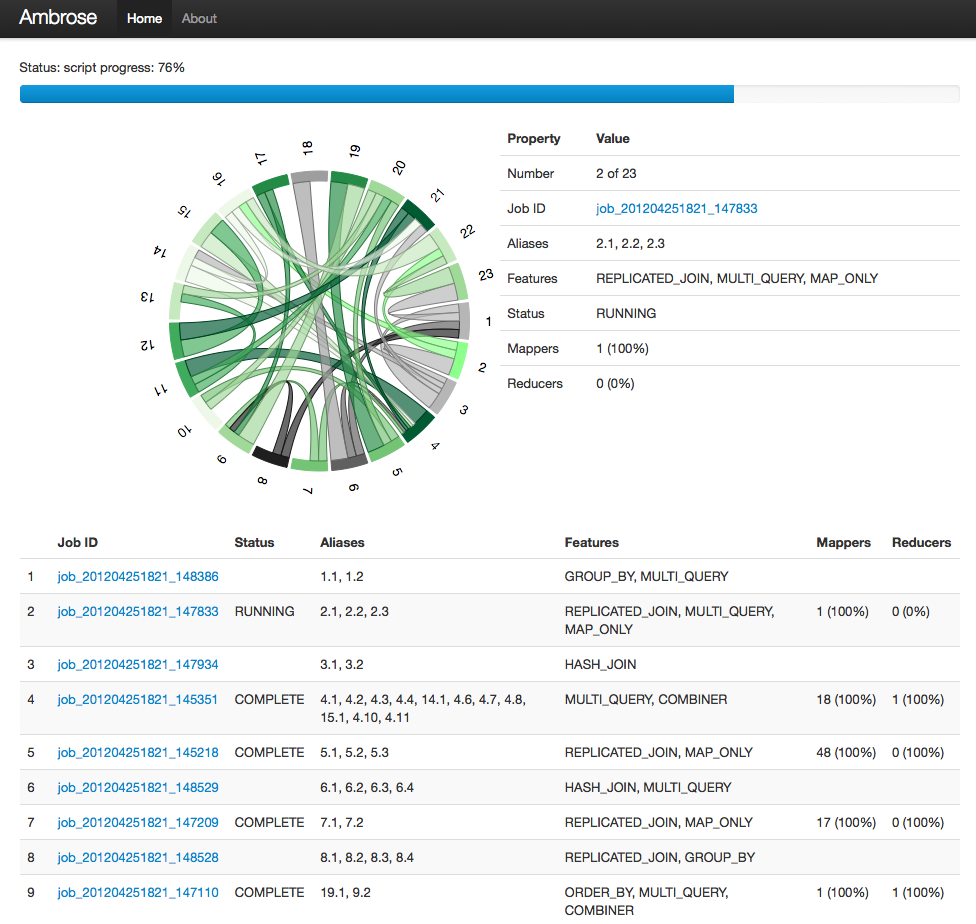 Ambrose Home About
Status: script progress: 76%
Property Value
Number 2 of 23
Job ID job_201204251821_147833
Aliases 2.1, 2.2, 2.3
Features REPLICATED_JOIN, MULTI_QUERY, MAP_ONLY
Status RUNNING
Mappers 1 (100%)
Reducers 0 (0%)
1
2
3
4
5
6
7
8
9
10
11
12
13
14
15
16
17
18
19
20
21
22
23
Job ID Status Aliases Features Mappers Reducers
1 job_201204251821_148386 1.1, 1.2 GROUP_BY, MULTI_QUERY
2 job_201204251821_147833 RUNNING 2.1, 2.2, 2.3 REPLICATED_JOIN, MULTI_QUERY, 1 (100%) 0 (0%)
MAP_ONLY
3 job_201204251821_147934 3.1, 3.2 HASH_JOIN
4 job_201204251821_145351 COMPLETE 4.1, 4.2, 4.3, 4.4, 14.1, 4.6, 4.7, 4.8, MULTI_QUERY, COMBINER 18 (100%) 1 (100%)
15.1, 4.10, 4.11
5 job_201204251821_145218 COMPLETE 5.1, 5.2, 5.3 REPLICATED_JOIN, MAP_ONLY 48 (100%) 0 (100%)
6 job_201204251821_148529 6.1, 6.2, 6.3, 6.4 HASH_JOIN, MULTI_QUERY
7 job_201204251821_147209 COMPLETE 7.1, 7.2 REPLICATED_JOIN, MAP_ONLY 17 (100%) 0 (100%)
8 job_201204251821_148528 8.1, 8.2, 8.3, 8.4 REPLICATED_JOIN, GROUP_BY
9 job_201204251821_147110 COMPLETE 19.1, 9.2 ORDER_BY, MULTI_QUERY, 1 (100%) 1 (100%)
COMBINER